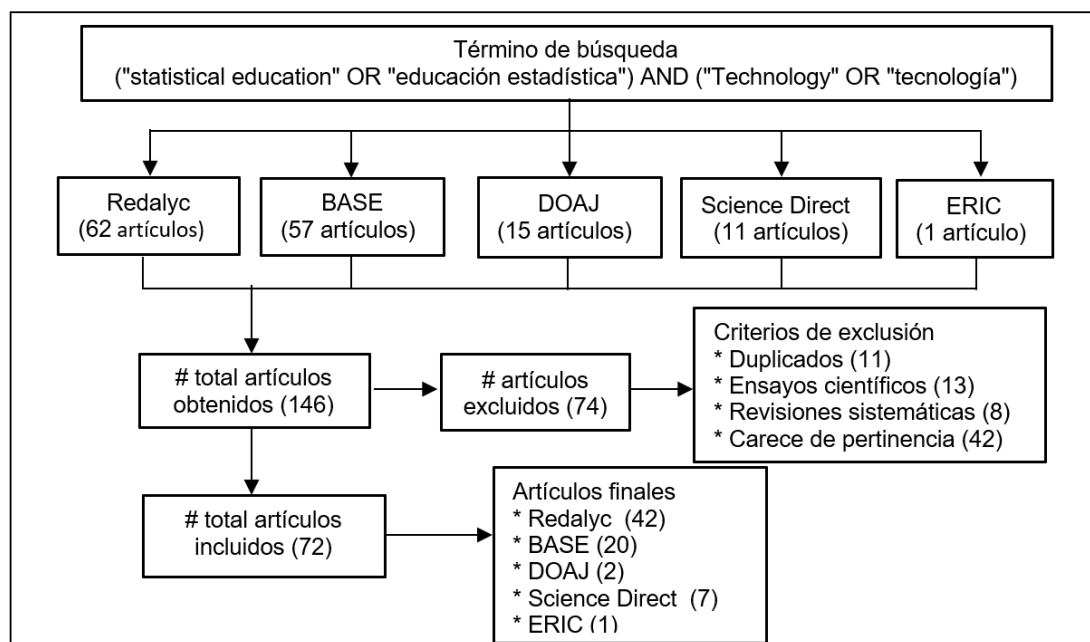 Término de búsqueda
("statistical education" OR "educación estadística") AND ("Technology" OR "tecnología")
Redalyc
(62 artículos)
BASE
(57 artículos)
DOAJ
(15 artículos)
Science Direct
(11 artículos)
ERIC
(1 artículo)
# total artículos
obtenidos (146)
# artículos
excluidos (74)
Criterios de exclusión
* Duplicados (11)
* Ensayos científicos (13)
* Revisiones sistemáticas (8)
* Carece de pertinencia (42)
# total artículos
incluidos (72)
Artículos finales
* Redalyc (42)
* BASE (20)
* DOAJ (2)
* Science Direct (7)
* ERIC (1)